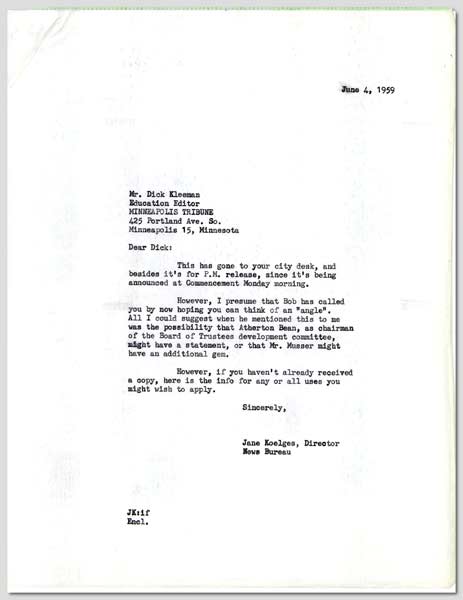 June 4, 1959
Mr. Dick Kleeman
Education Editor
MINNEAPOLIS TRIBUNE
425 Portland Ave. So.
Minneapolis 15, Minnesota
Dear Dick:
This has gone to your city desk, and
besides it's for P.M. release, since it's being
announced at Commencement Monday morning.
However, I presume that Bob has called
you by now hoping you can think of an "angle".
All I could suggest when he mentioned this to me
was the possibility that Atherton Bean, as chairman
of the Board of Trustees development committee,
might have a statement, or that Mr. Musser might
have an additional gem.
However, if you haven't already received
a copy, here is the info for any or all uses you
might wish to apply.
Sincerely,
Jane Koelges, Director
News Bureau
JK:if
Encl.